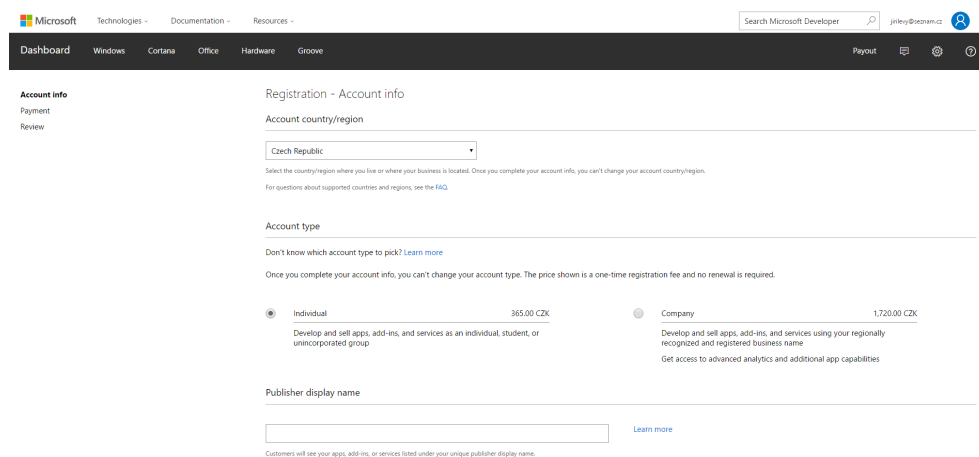 Microsoft Technologies Documentation Resources Search Microsoft Developer jirilevy@seznam.cz
Dashboard Windows Cortana Office Hardware Groove Payout
Account info
Payment
Review
Registration - Account info
Account country/region
Czech Republic
Select the country/region where you live or where your business is located. Once you complete your account info, you can't change your account country/region.
For questions about supported countries and regions, see the FAQ.
Account type
Don't know which account type to pick? Learn more
Once you complete your account info, you can't change your account type. The price shown is a one-time registration fee and no renewal is required.
Individual 365.00 CZK
Develop and sell apps, add-ins, and services as an individual, student, or
unincorporated group
Company 1,720.00 CZK
Develop and sell apps, add-ins, and services using your regionally
recognized and registered business name
Get access to advanced analytics and additional app capabilities
Publisher display name
Learn more
Customers will see your apps, add-ins, or services listed under your unique publisher display name.